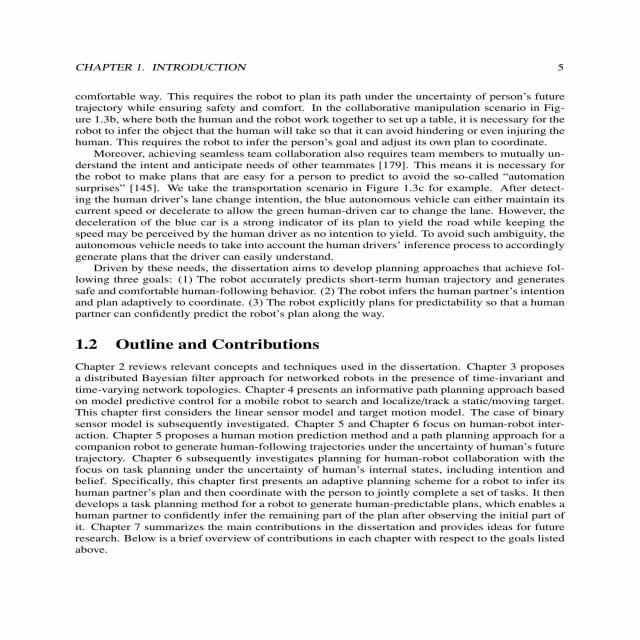 CHAPTER 1. INTRODUCTION 5
comfortable way. This requires the robot to plan its path under the uncertainty of person's future
trajectory while ensuring safety and comfort. In the collaborative manipulation scenario in Fig-
ure 1.3b, where both the human and the robot work together to set up a table, it is necessary for the
robot to infer the object that the human will take so that it can avoid hindering or even injuring the
human. This requires the robot to infer the person's goal and adjust its own plan to coordinate.
Moreover, achieving seamless team collaboration also requires team members to mutually un-
derstand the intent and anticipate needs of other teammates [179]. This means it is necessary for
the robot to make plans that are easy for a person to predict to avoid the so-called “automation
surprises” [145]. We take the transportation scenario in Figure 1.3c for example. After detect-
ing the human driver's lane change intention, the blue autonomous vehicle can either maintain its
current speed or decelerate to allow the green human-driven car to change the lane. However, the
deceleration of the blue car is a strong indicator of its plan to yield the road while keeping the
speed may be perceived by the human driver as no intention to yield. To avoid such ambiguity, the
autonomous vehicle needs to take into account the human drivers' inference process to accordingly
generate plans that the driver can easily understand.
Driven by these needs, the dissertation aims to develop planning approaches that achieve fol-
lowing three goals: (1) The robot accurately predicts short-term human trajectory and generates
safe and comfortable human-following behavior. (2) The robot infers the human partner's intention
and plan adaptively to coordinate. (3) The robot explicitly plans for predictability so that a human
partner can confidently predict the robot's plan along the way.
1.2 Outline and Contributions
Chapter 2 reviews relevant concepts and techniques used in the dissertation. Chapter 3 proposes
a distributed Bayesian filter approach for networked robots in the presence of time-invariant and
time-varying network topologies. Chapter 4 presents an informative path planning approach based
on model predictive control for a mobile robot to search and localize/track a static/moving target.
This chapter first considers the linear sensor model and target motion model. The case of binary
sensor model is subsequently investigated. Chapter 5 and Chapter 6 focus on human-robot inter-
action. Chapter 5 proposes a human motion prediction method and a path planning approach for a
companion robot to generate human-following trajectories under the uncertainty of human's future
trajectory. Chapter 6 subsequently investigates planning for human-robot collaboration with the
focus on task planning under the uncertainty of human's internal states, including intention and
belief. Specifically, this chapter first presents an adaptive planning scheme for a robot to infer its
human partner's plan and then coordinate with the person to jointly complete a set of tasks. It then
develops a task planning method for a robot to generate human-predictable plans, which enables a
human partner to confidently infer the remaining part of the plan after observing the initial part of
it. Chapter 7 summarizes the main contributions in the dissertation and provides ideas for future
research. Below is a brief overview of contributions in each chapter with respect to the goals listed
above.